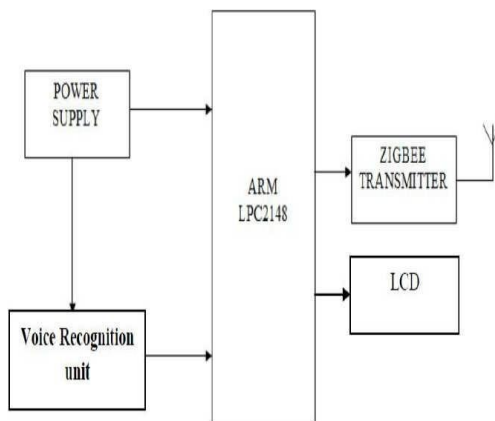 POWER
SUPPLY
ARM
LPC2148
ZIGBEE
TRANSMITTER
LCD
Voice Recognition
unit